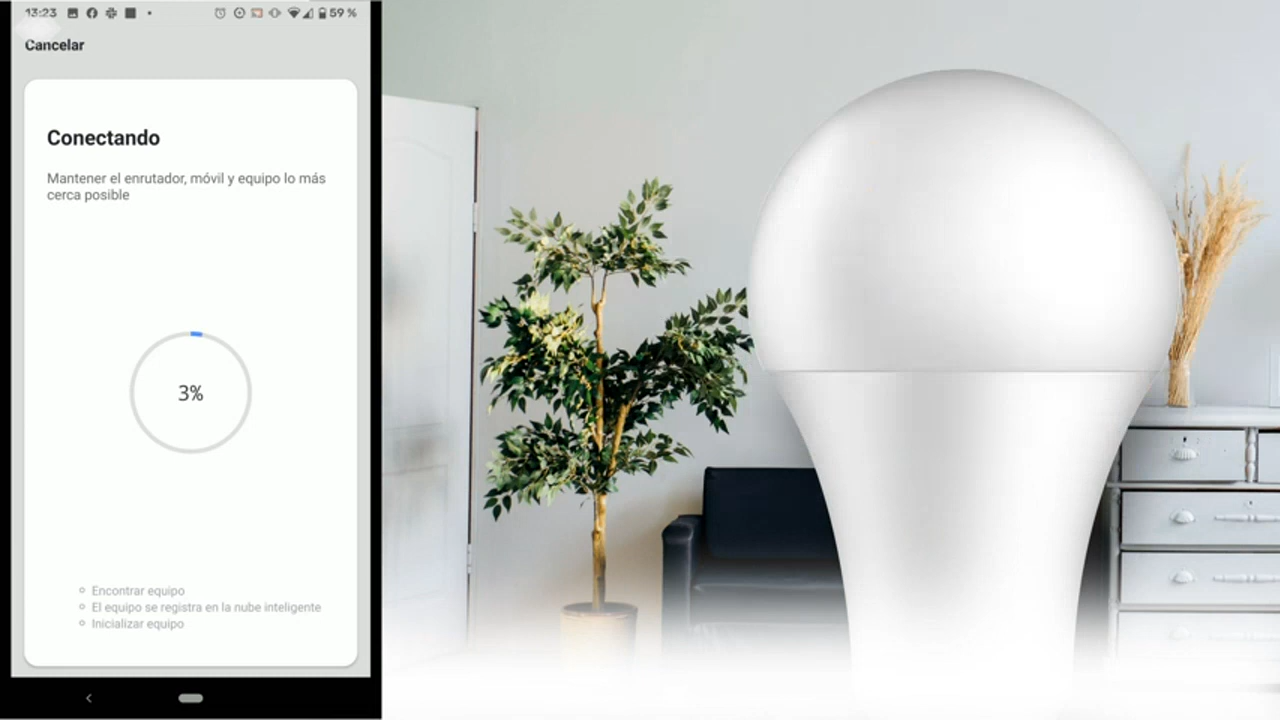 13:23
59 %
Cancelar
Conectando
Mantener el enrutador, móvil y equipo lo más
cerca posible
3%
Encontrar equipo
El equipo se registra en la nube inteligente
Inicializar equipo